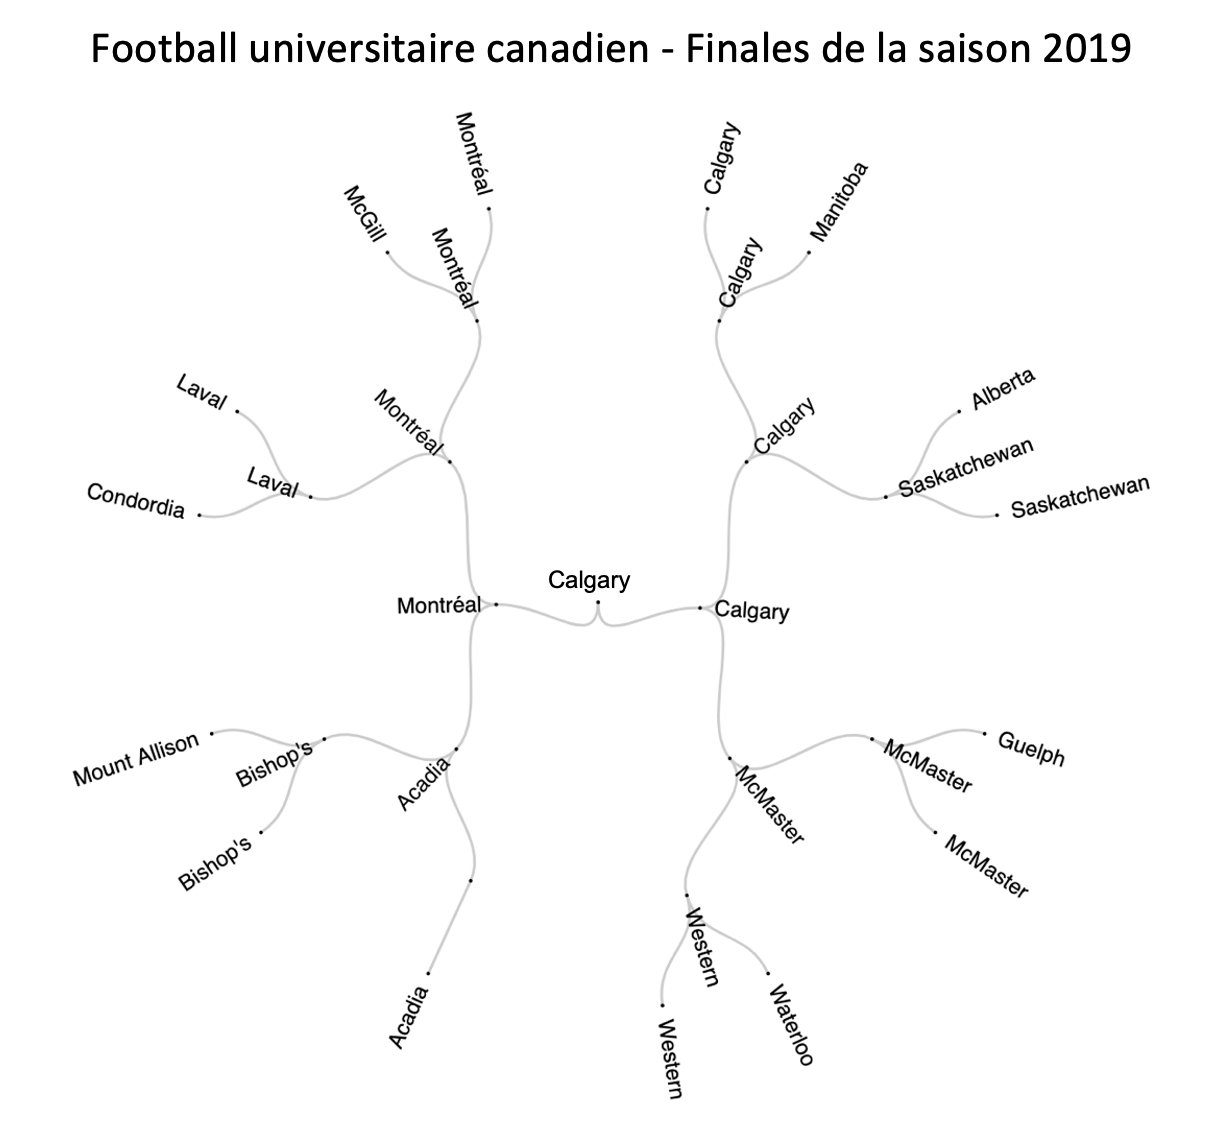 Football universitaire canadien - Finales de la saison 2019
Montréal
Calgary
McGill
Manitoba
Montréal
Calgary
Laval
Alberta
Montréal
Calgary
Laval
Saskatchewan
Condordia
Saskatchewan
Calgary
Montréal
Calgary
Mount Allison
Bishop's
Acadia
McMaster
McMaster
Guelph
Bishop's
McMaster
Western
Acadia
Waterloo
Western